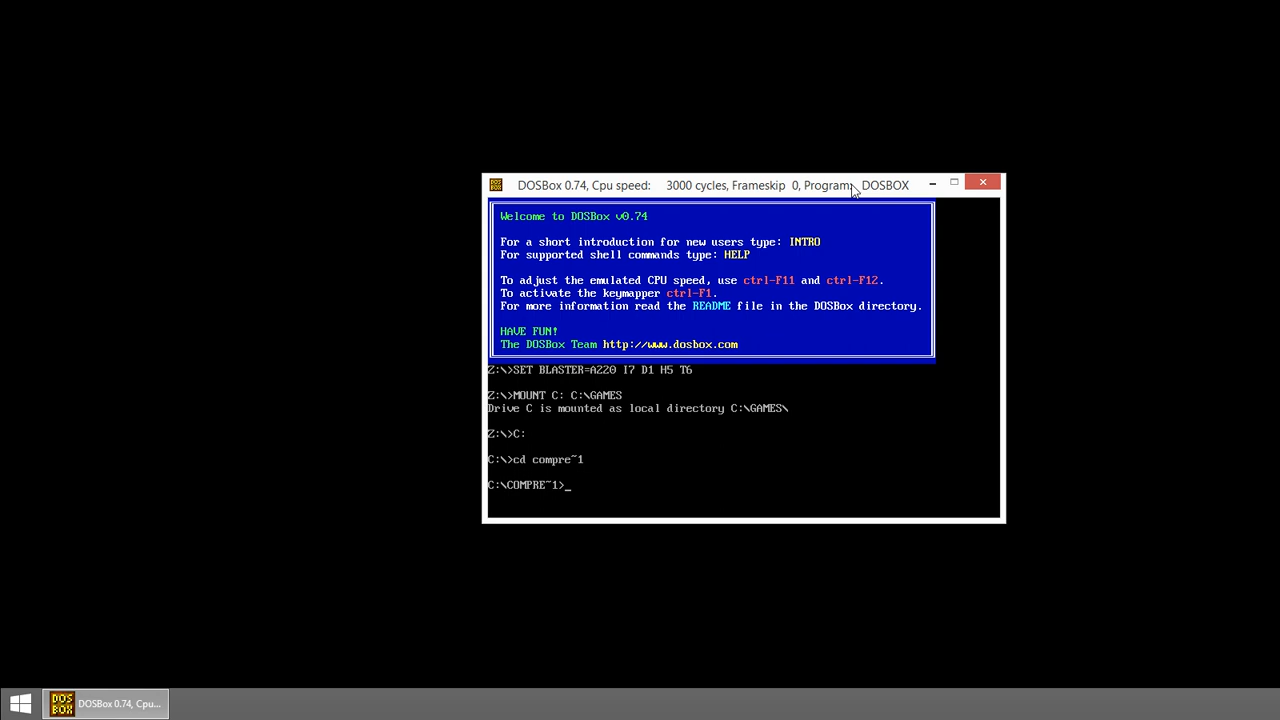 DOSBox 0.74, Cpu speed: 3000 cycles, Frameskip 0, Program: DOSBOX
Welcome to DOSBox v0.74
For a short introduction for new users type: INTRO
For supported shell commands type: HELP
To adjust the emulated CPU speed, use ctrl-F11 and ctrl-F12.
To activate the keymapper ctrl-F1.
For more information read the README file in the DOSBox directory.
HAVE FUN!
The DOSBox Team http://www.dosbox.com
Z:\>SET BLASTER=A220 I7 D1 H5 T6
Z:\>MOUNT C: C:\GAMES
Drive C is mounted as local directory C:\GAMES\
Z:\>C:
C:\>cd compre~1
C:\COMPRE~1>_
DOS
BOX
DOSBox 0.74, Cpu...